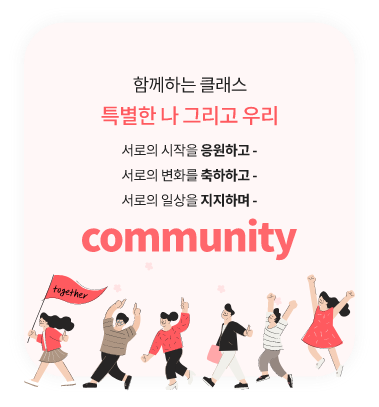 함께하는 클래스
특별한 나 그리고 우리
서로의 시작을 응원하고 -
서로의 변화를 축하하고 -
서로의 일상을 지지하며 -
community
together